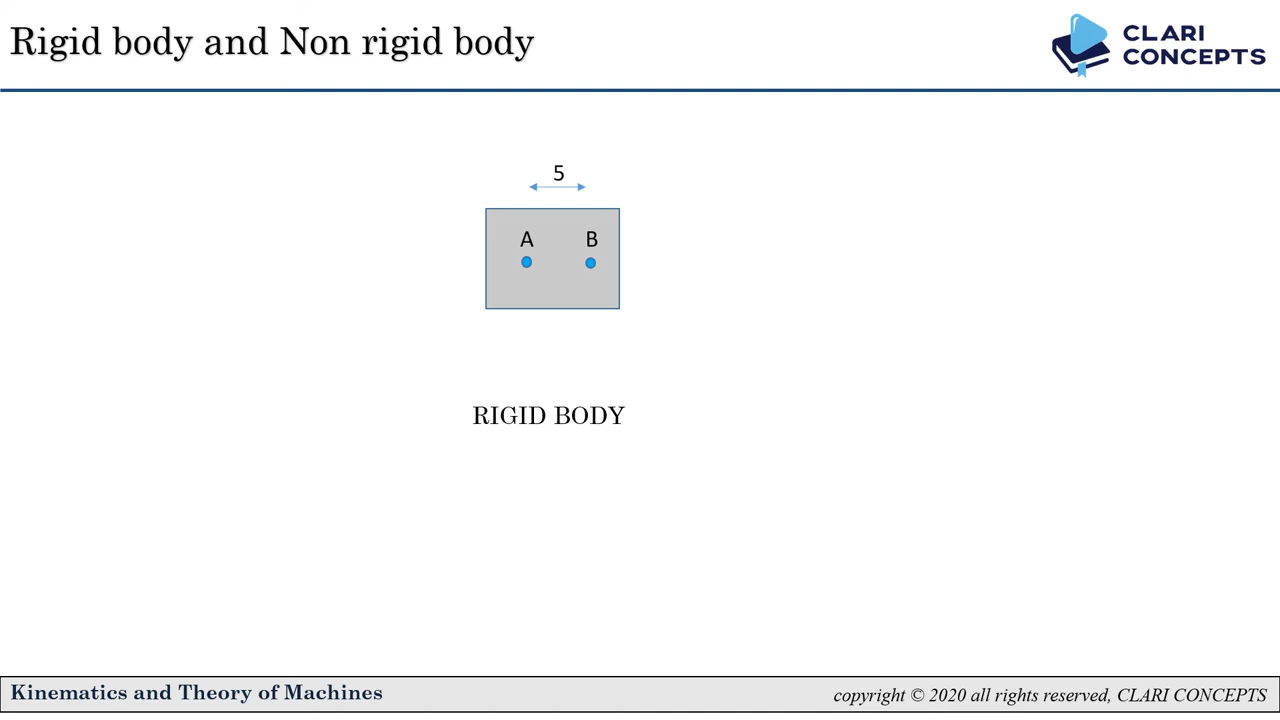 Rigid body and Non rigid body
CLARI
CONCEPTS
5
A B
RIGID BODY
Kinematics and Theory of Machines
copyright © 2020 all rights reserved, CLARI CONCEPTS